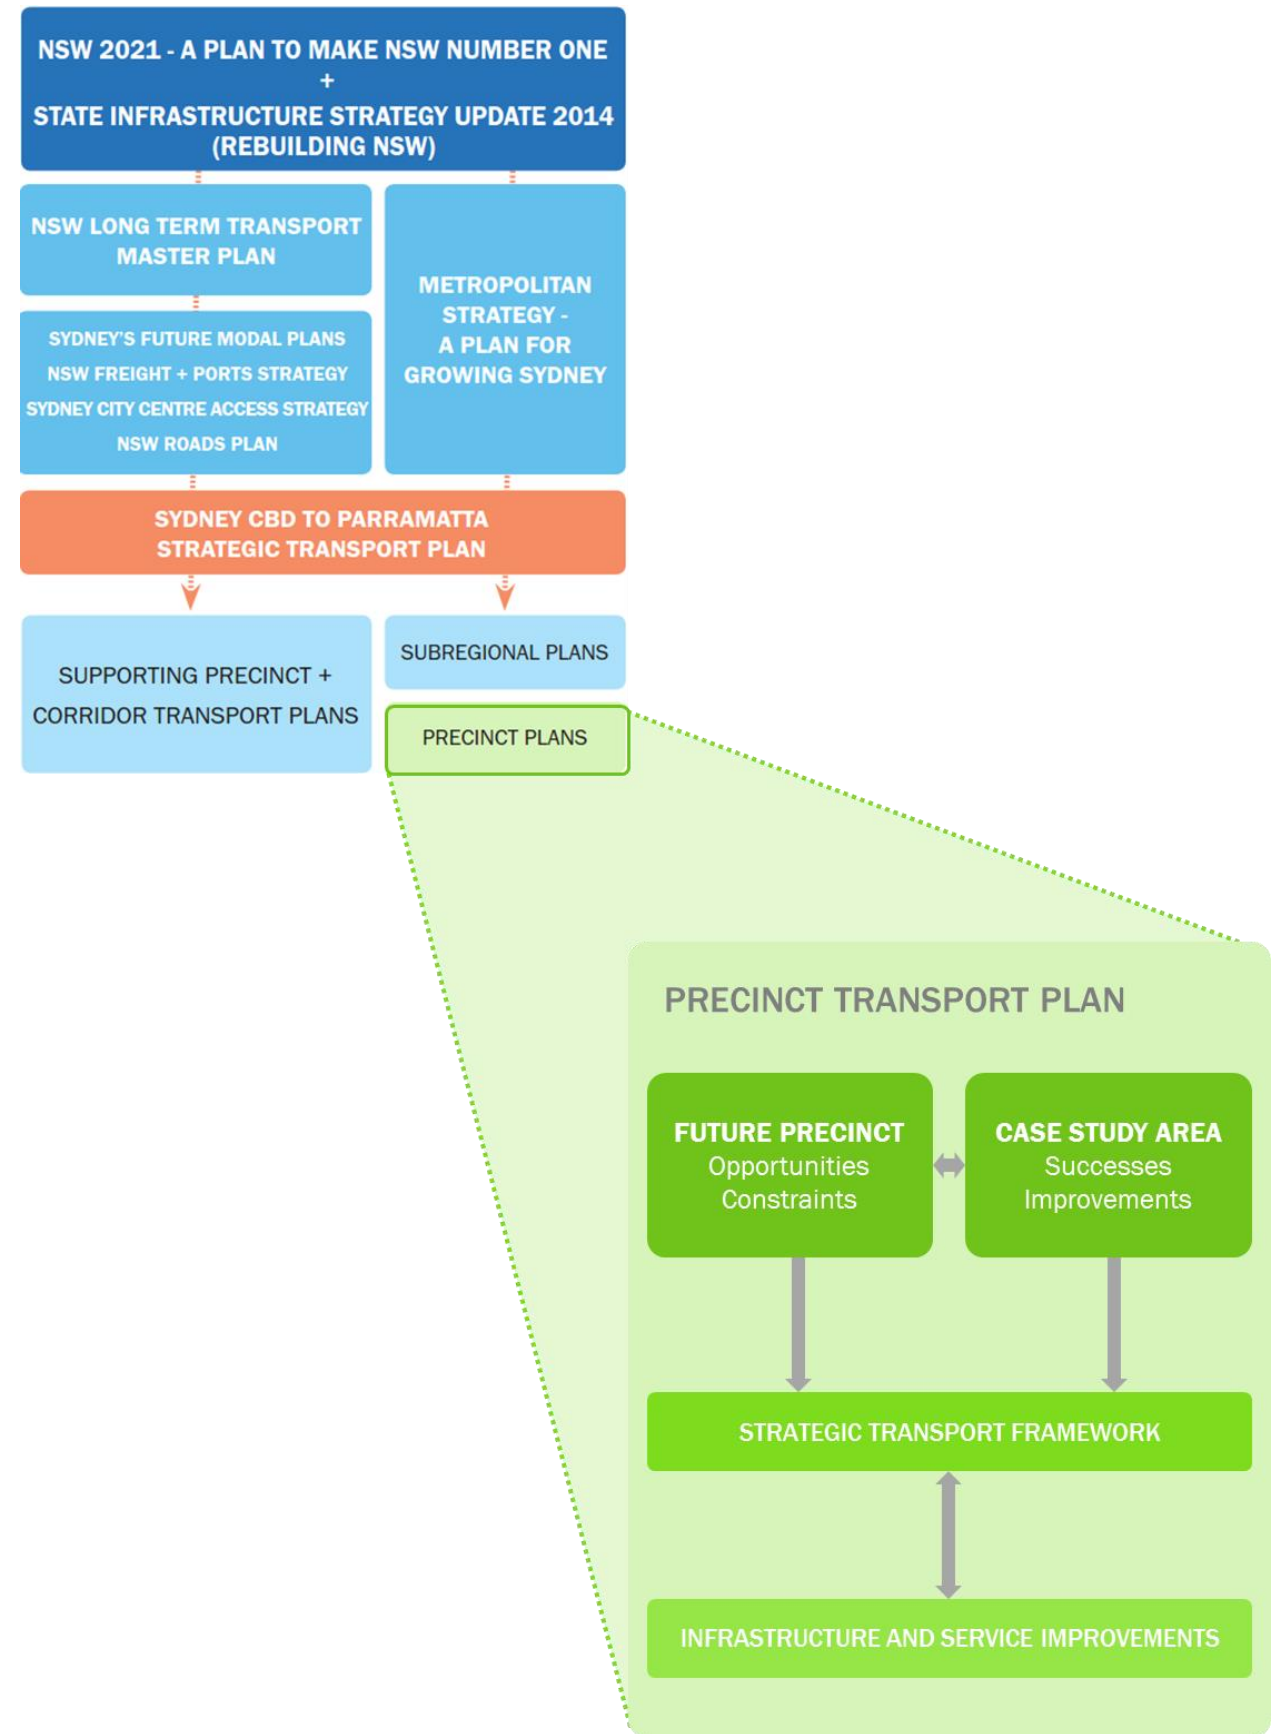 NSW 2021 - A PLAN TO MAKE NSW NUMBER ONE
+
STATE INFRASTRUCTURE STRATEGY UPDATE 2014
(REBUILDING NSW)
NSW LONG TERM TRANSPORT
MASTER PLAN
SYDNEY'S FUTURE MODAL PLANS
NSW FREIGHT + PORTS STRATEGY
SYDNEY CITY CENTRE ACCESS STRATEGY
NSW ROADS PLAN
METROPOLITAN
STRATEGY -
A PLAN FOR
GROWING SYDNEY
SYDNEY CBD TO PARRAMATTA
STRATEGIC TRANSPORT PLAN
SUPPORTING PRECINCT +
CORRIDOR TRANSPORT PLANS
SUBREGIONAL PLANS
PRECINCT PLANS
PRECINCT TRANSPORT PLAN
FUTURE PRECINCT
Opportunities
Constraints
CASE STUDY AREA
Successes
Improvements
STRATEGIC TRANSPORT FRAMEWORK
INFRASTRUCTURE AND SERVICE IMPROVEMENTS